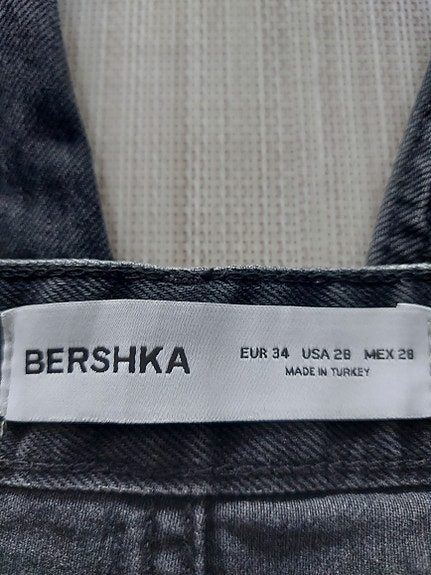 BERSHKA
EUR 34 USA 28 MEX 28
MADE IN TURKEY